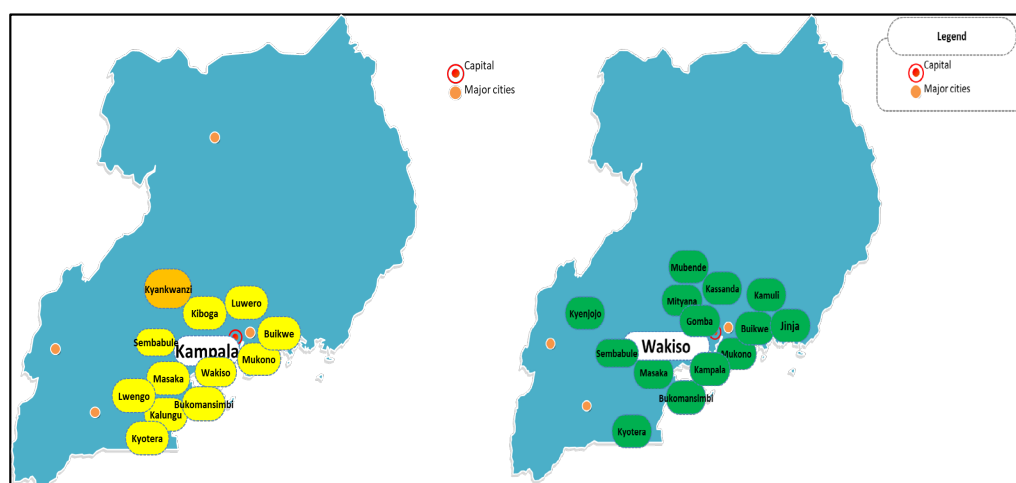 Capital
Major cities
Kyankwanzi
Kiboga
Luwero
Sembabule
Kampala
Buikwe
Mukono
Masaka
Wakiso
Lwengo
Bukomansimbi
Kalungu
Kyotera
Legend
Capital
Major cities
Mubende
Kassanda
Mityana
Kamuli
Kyenjojo
Gomba
Buikwe
Jinja
Sembabule
Wakiso
Mukono
Masaka
Kampala
Bukomansimbi
Kyotera